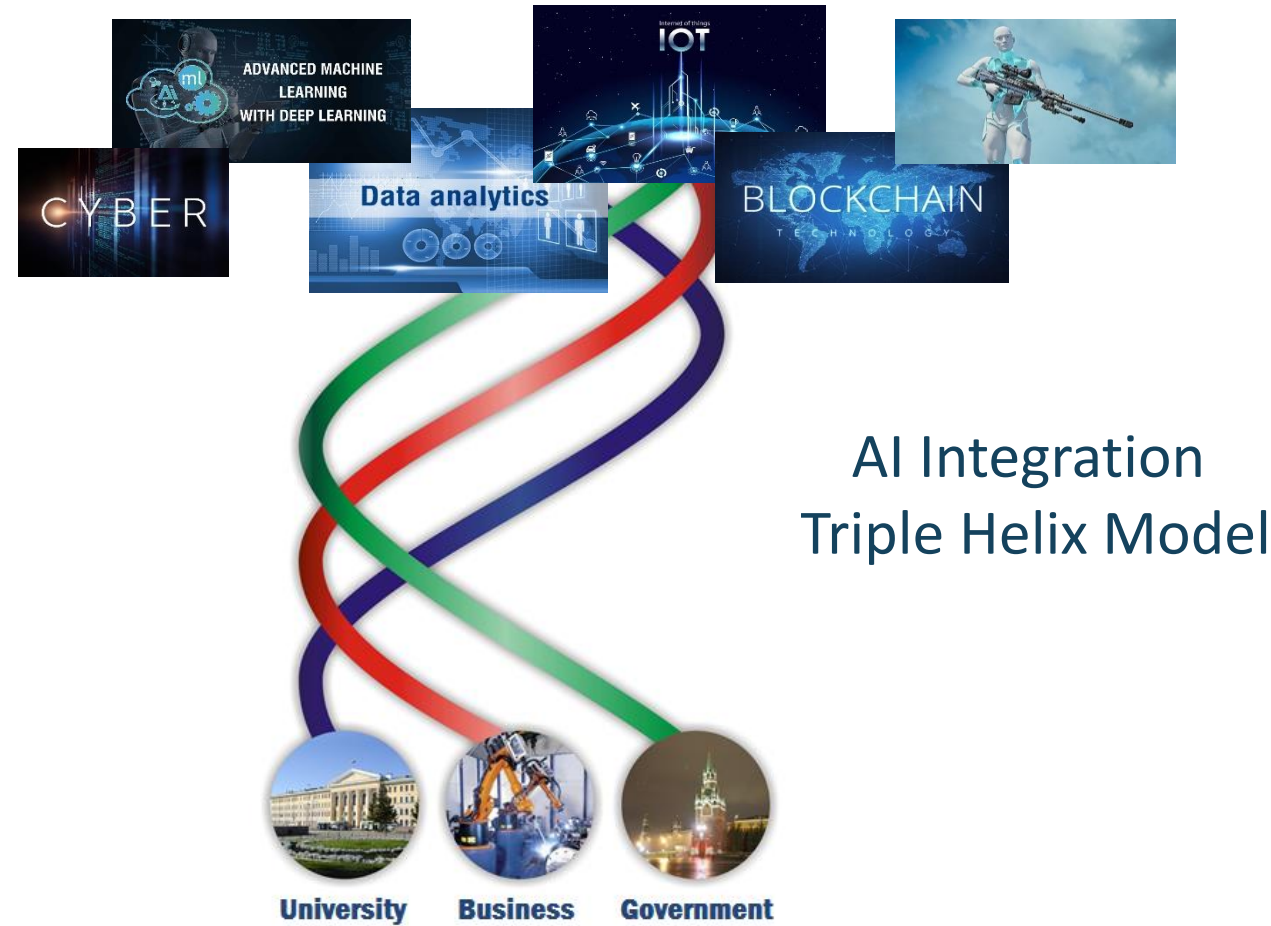 Internet of things
IOT
ml
Ai
ADVANCED MACHINE
LEARNING
WITH DEEP LEARNING
CYBER
Data analytics
BLOCKCHAIN
TECHNOLOGY
AI Integration
Triple Helix Model
University
Business
Government